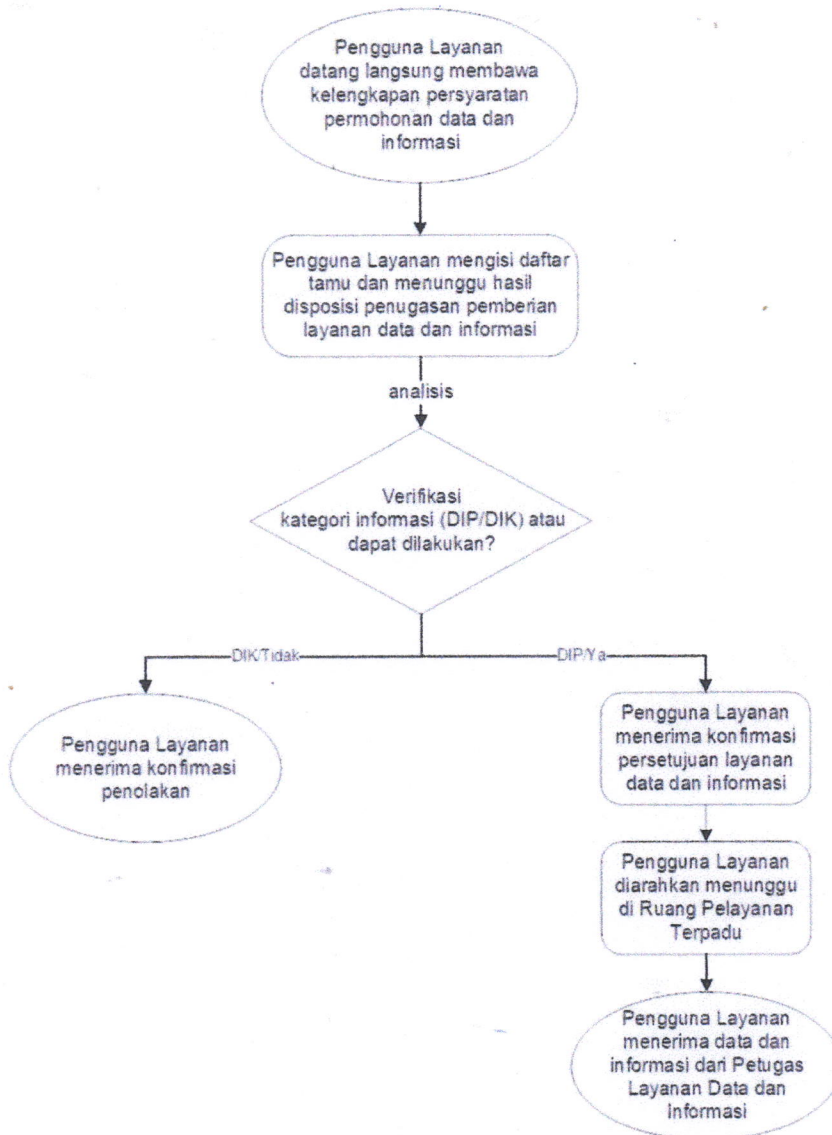 Pengguna Layanan
datang langsung membawa
kelengkapan persyaratan
permohonan data dan
informasi
Pengguna Layanan mengisi daftar
tamu dan menunggu hasil
disposisi penugasan pemberian
layanan data dan informasi
analisis
Verifikasi
kategori informasi (DIP/DIK) atau
dapat dilakukan?
DIK/Tidak
DIP/Ya
Pengguna Layanan
menerima konfirmasi
penolakan
Pengguna Layanan
menerima konfirmasi
persetujuan layanan
data dan informasi
Pengguna Layanan
diarahkan menunggu
di Ruang Pelayanan
Terpadu
Pengguna Layanan
menerima data dan
informasi dari Petugas
Layanan Data dan
Informasi